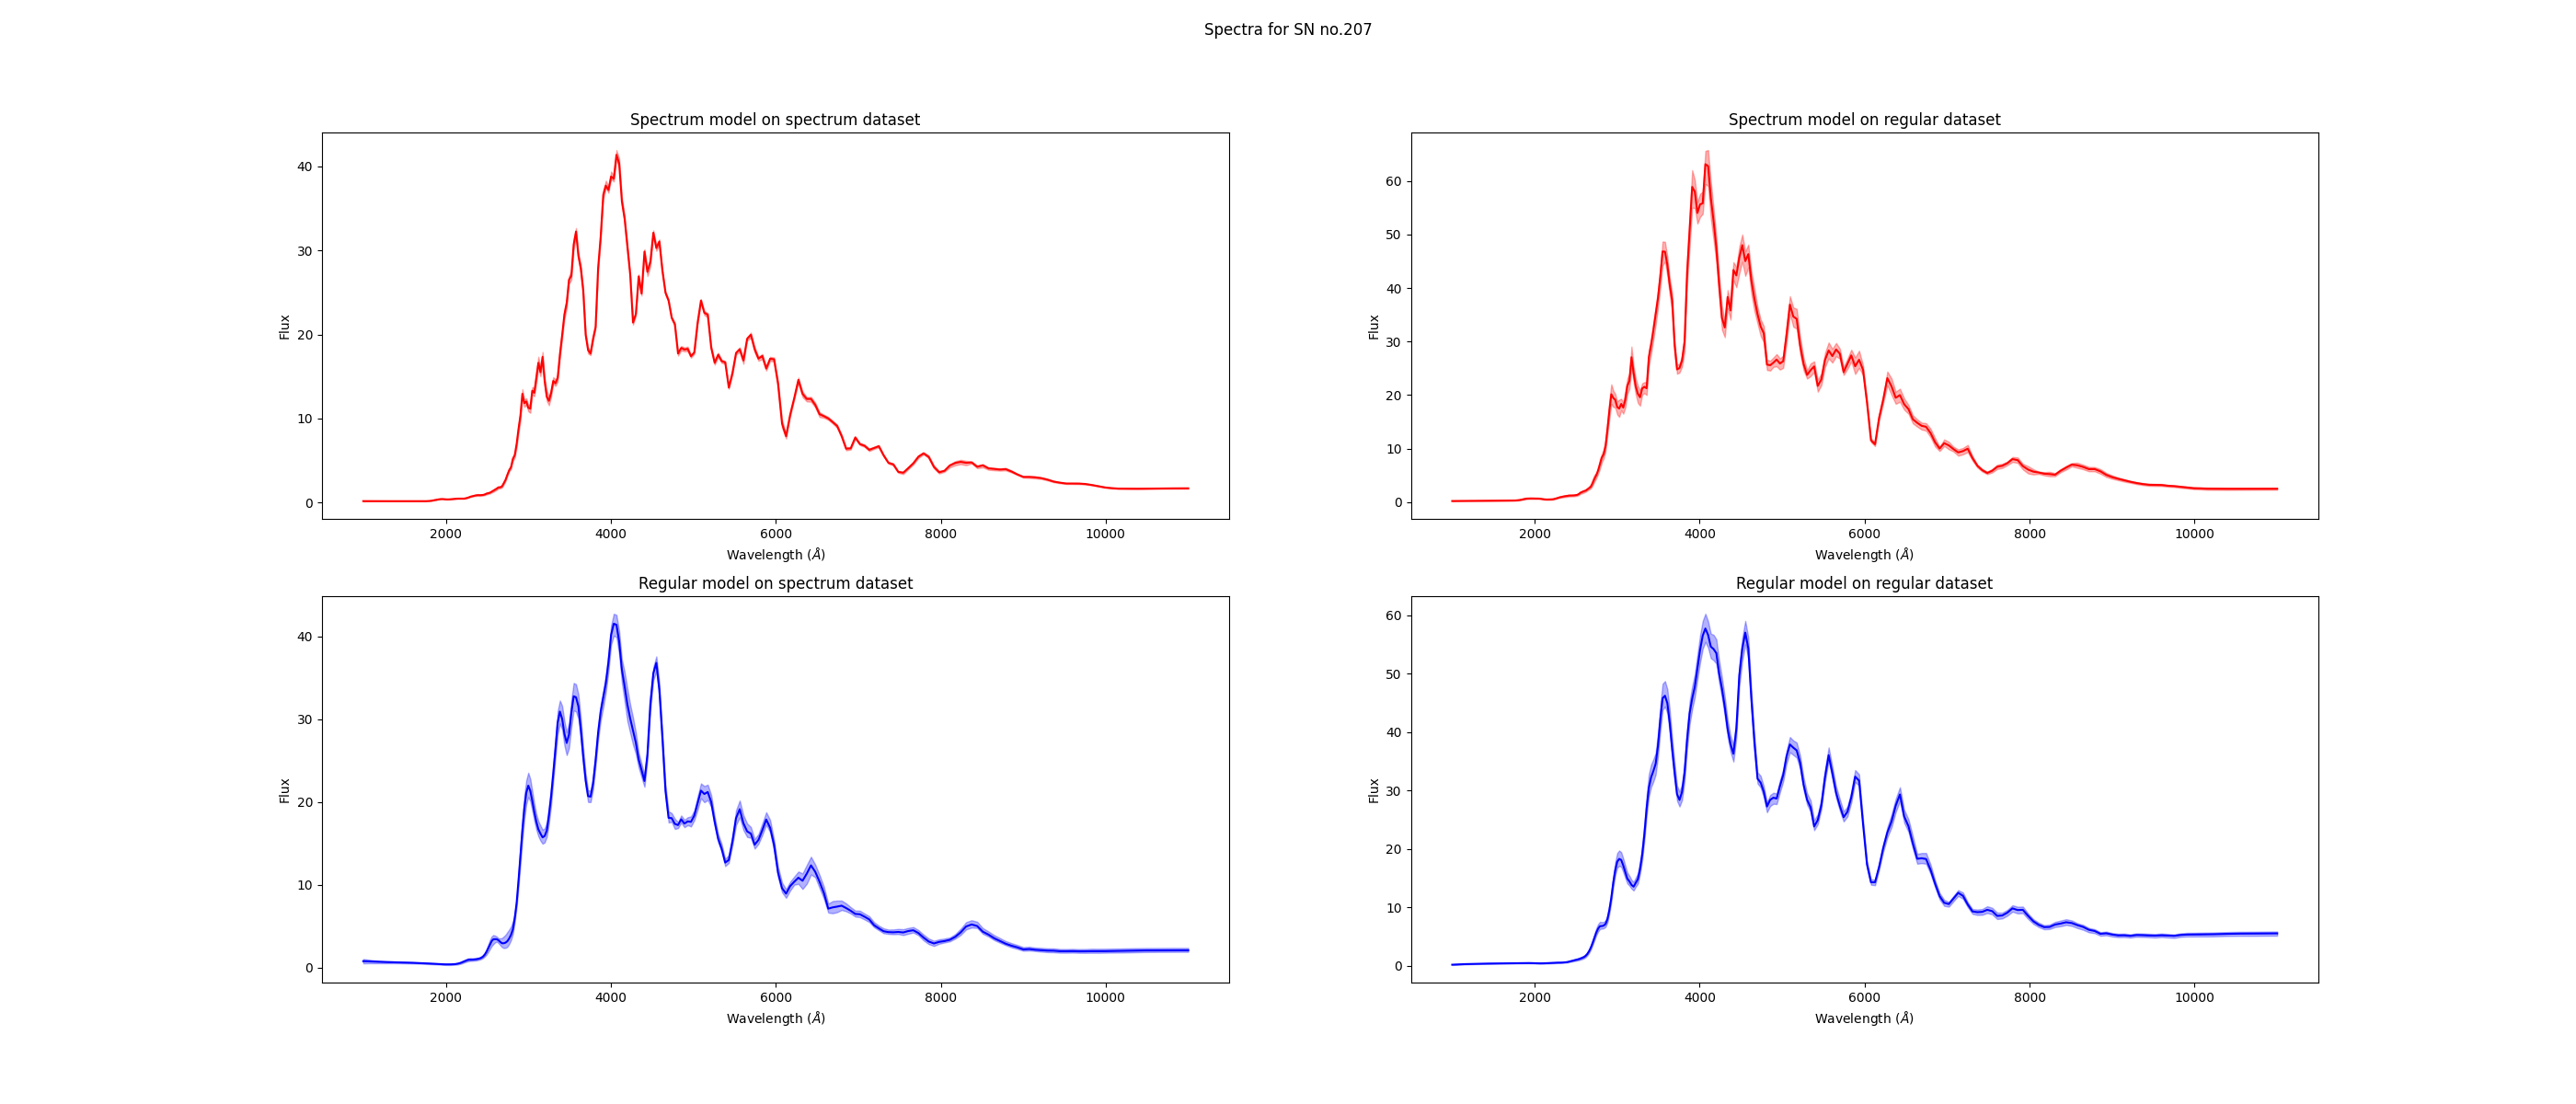 Spectra for SN no.207
Spectrum model on spectrum dataset
40
30
20
10
0
Flux
2000 4000 6000 8000 10000
Wavelength (Å)
Spectrum model on regular dataset
60
50
40
30
20
10
0
Flux
2000 4000 6000 8000 10000
Wavelength (Å)
Regular model on spectrum dataset
40
30
20
10
0
Flux
2000 4000 6000 8000 10000
Wavelength (Å)
Regular model on regular dataset
60
50
40
30
20
10
0
Flux
2000 4000 6000 8000 10000
Wavelength (Å)